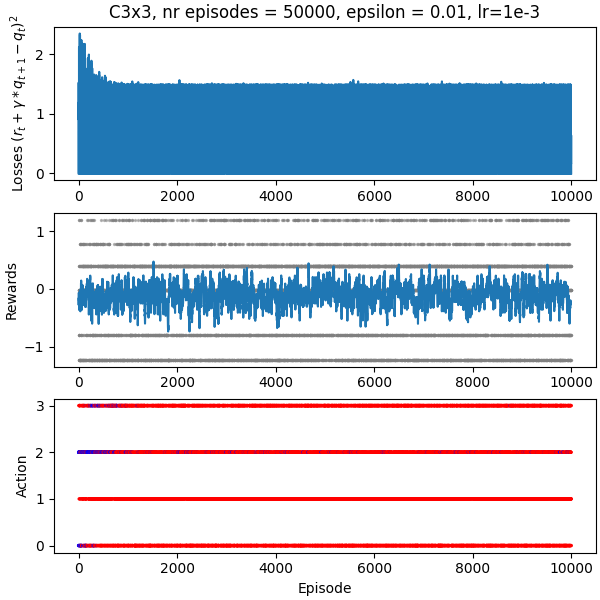 C3x3, nr episodes = 50000, epsilon = 0.01, lr=1e-3
Losses $(r_t + \gamma * q_{t+1} - q_t)^2$
2
1
0
0 2000 4000 6000 8000 10000
Rewards
1
0
−1
0 2000 4000 6000 8000 10000
Action
3
2
1
0
0 2000 4000 6000 8000 10000
Episode